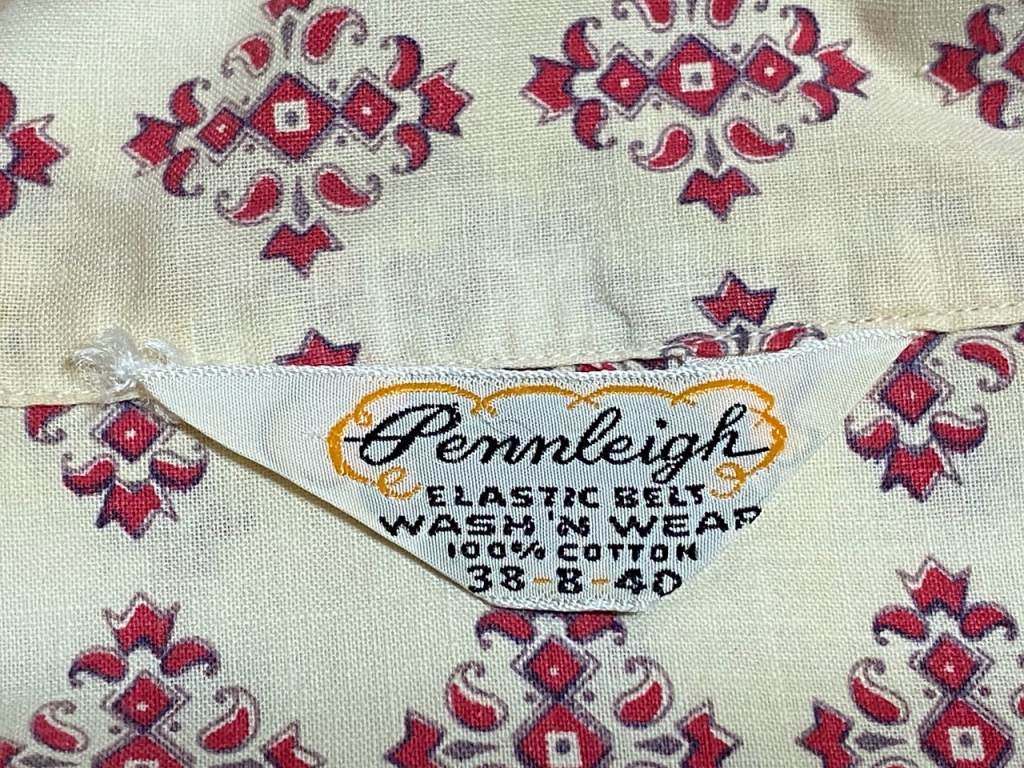 Pennleigh
ELASTIC BELT
WASH 'N WEAR
100% COTTON
38-8-40